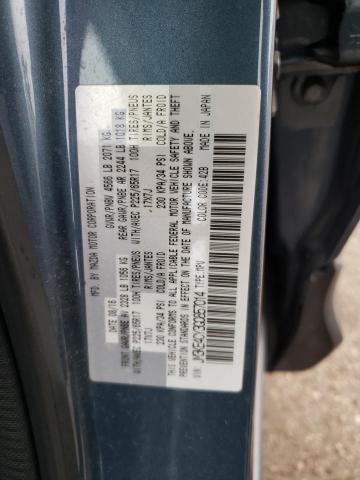 MFD. BY: MAZDA MOTOR CORPORATION
DATE: 08/18 GVWR/PNBV 4566 LB 2071 KG
FRONT GAWR/PNBE AV 2328 LB 1056 KG REAR GAWR/PNBE AR 2244 LB 1018 KG
WITH/AVEC P225/65R17 100H TIRES/PNEUS WITH/AVEC P225/65R17 100H TIRES/PNEUS
17X7J RIMS/JANTES 17X7J RIMS/JANTES
230 KPA/34 PSI COLD/A FROID 230 KPA/34 PSI COLD/A FROID
THIS VEHICLE CONFORMS TO ALL APPLICABLE FEDERAL MOTOR VEHICLE SAFETY AND THEFT
PREVENTION STANDARDS IN EFFECT ON THE DATE OF MANUFACTURE SHOWN ABOVE.
MADE IN JAPAN
VIN: TYPE: MPV COLOR CODE: 42B